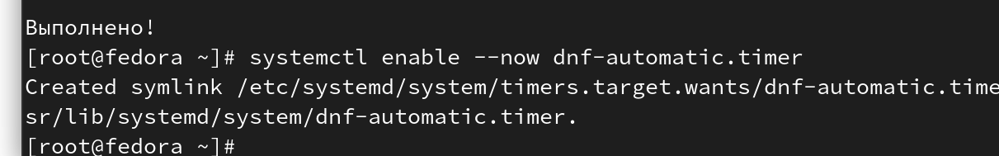 Выполнено!
[root@fedora ~]# systemctl enable --now dnf-automatic.timer
Created symlink /etc/systemd/system/timers.target.wants/dnf-automatic.time
sr/lib/systemd/system/dnf-automatic.timer.
[root@fedora ~]#